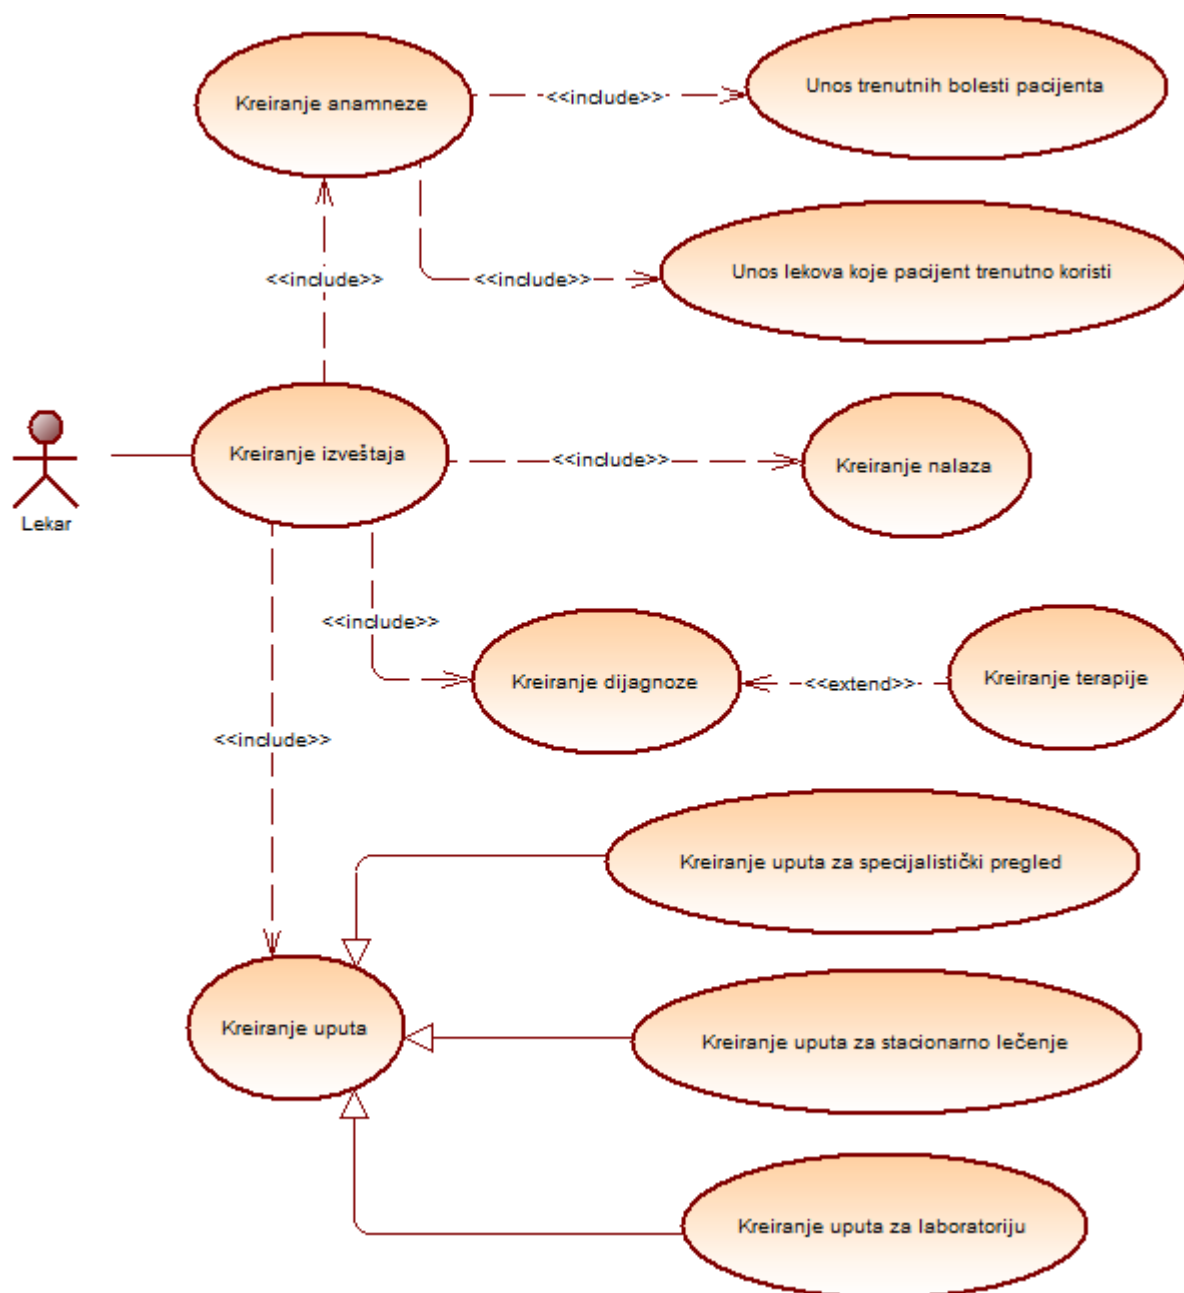 Kreiranje anamneze
<<include>>
Unos trenutnih bolesti pacijenta
<<include>>
<<include>>
Unos lekova koje pacijent trenutno koristi
Lekar
Kreiranje izveštaja
<<include>>
Kreiranje nalaza
<<include>>
Kreiranje dijagnoze
<<extend>>
Kreiranje terapije
<<include>>
Kreiranje uputa za specijalistički pregled
Kreiranje uputa
Kreiranje uputa za stacionarno lečenje
Kreiranje uputa za laboratoriju